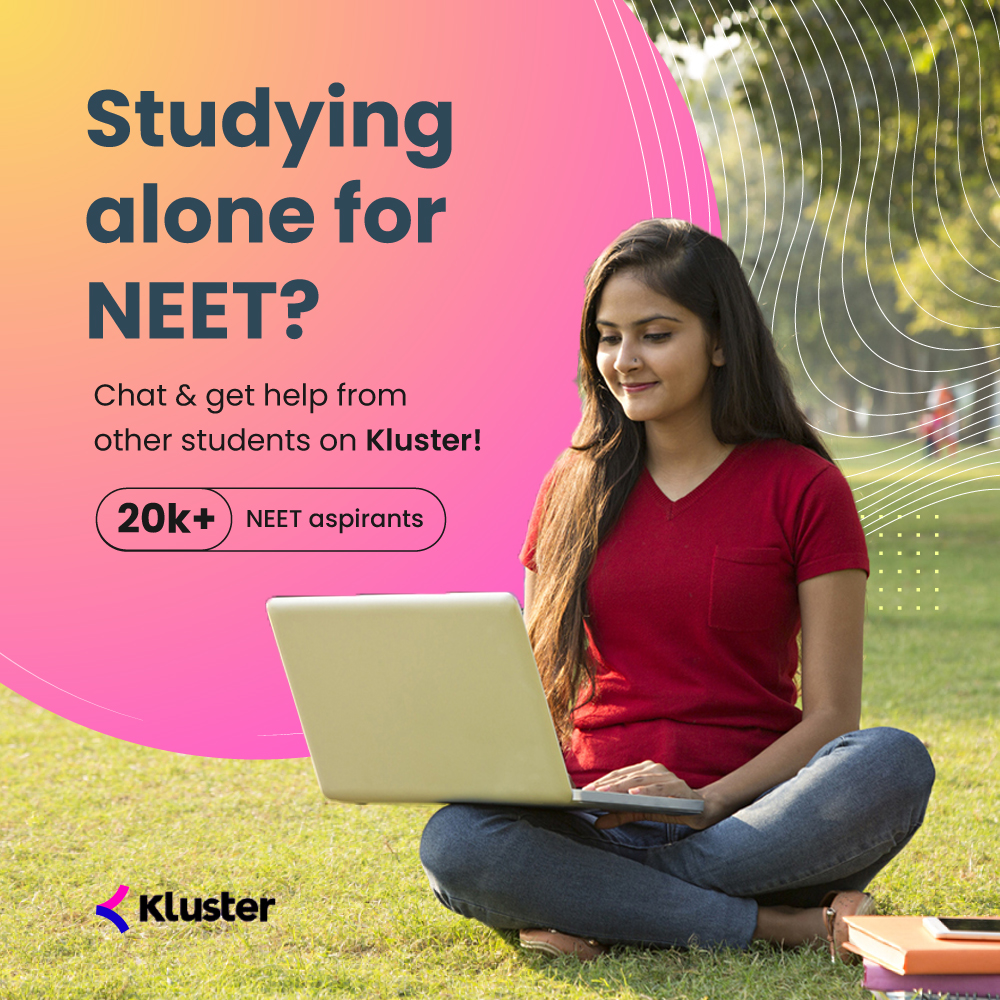 Studying
alone for
NEET?
Chat & get help from
other students on Kluster!
20k+ NEET aspirants
Kluster